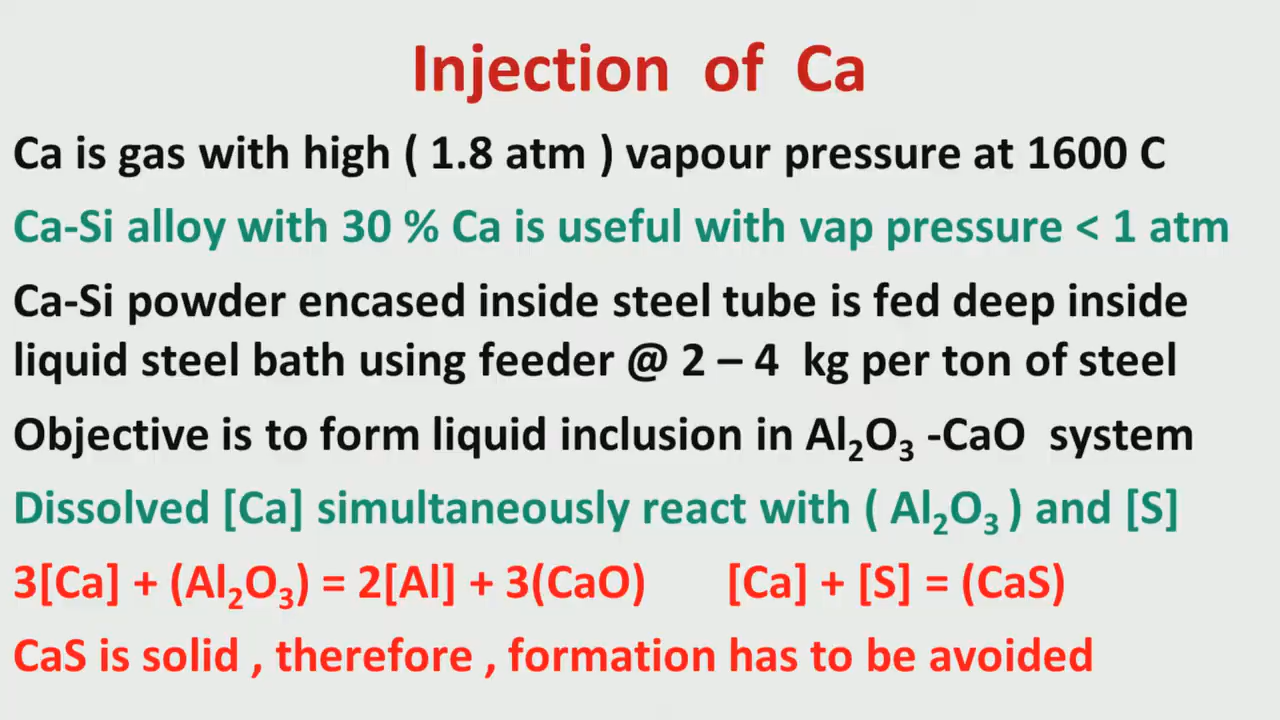 Injection of Ca
Ca is gas with high ( 1.8 atm ) vapour pressure at 1600 C
Ca-Si alloy with 30 % Ca is useful with vap pressure < 1 atm
Ca-Si powder encased inside steel tube is fed deep inside
liquid steel bath using feeder @ 2 – 4 kg per ton of steel
Objective is to form liquid inclusion in Al₂O₃ -CaO system
Dissolved [Ca] simultaneously react with ( Al₂O₃ ) and [S]
3[Ca] + (Al₂O₃) = 2[Al] + 3(CaO) [Ca] + [S] = (CaS)
CaS is solid , therefore , formation has to be avoided